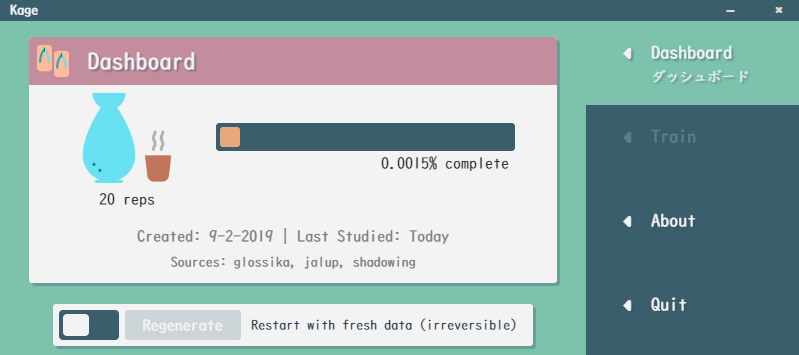 Kage
Dashboard
20 reps
0.0015% complete
Created: 9-2-2019 | Last Studied: Today
Sources: glossika, jalup, shadowing
Regenerate
Restart with fresh data (irreversible)
Dashboard
ダッシュボード
Train
About
Quit